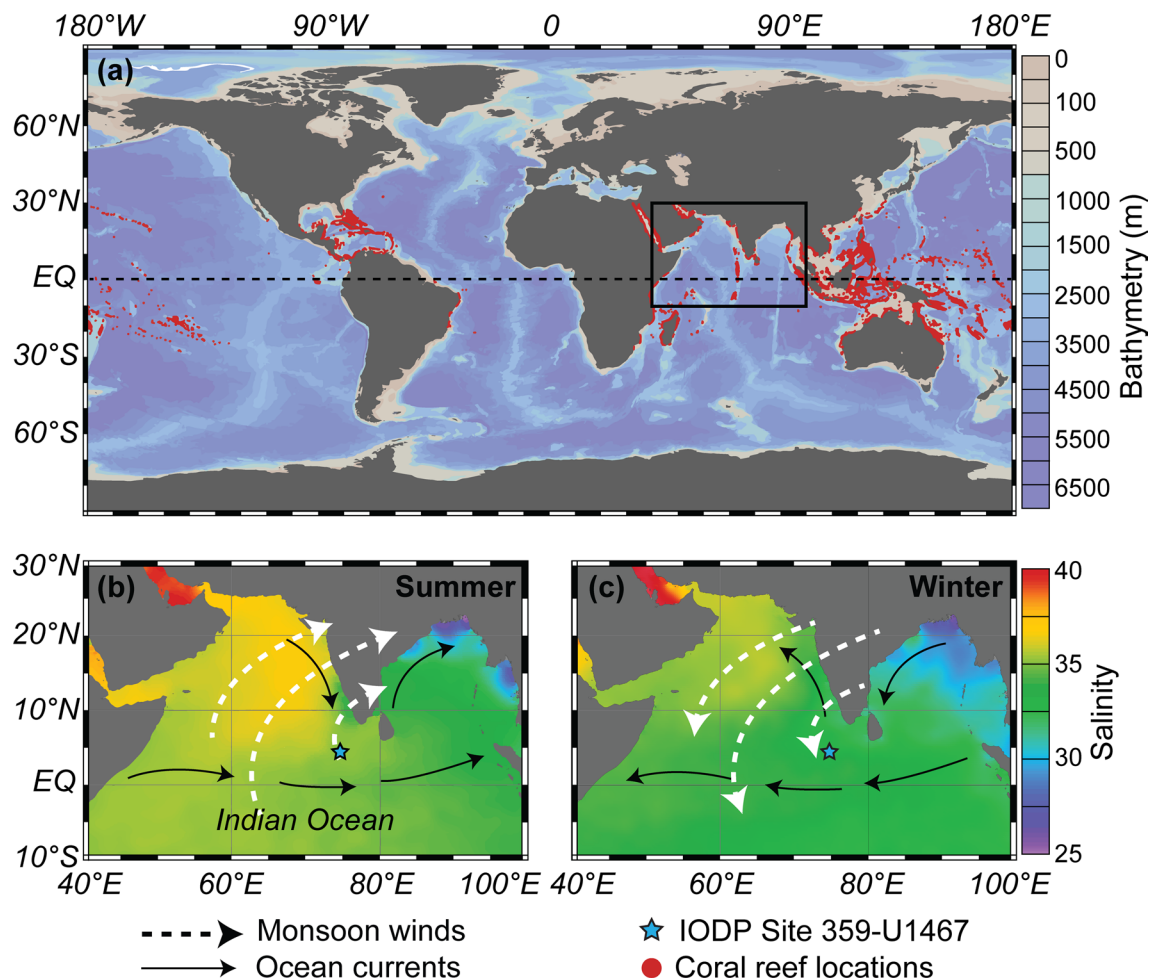 180°W 90°W 0 90°E 180°E
(a)
60°N
30°N
EQ
30°S
60°S
0
100
500
1000
1500
2500
3500
4500
5500
6500
Bathymetry (m)
30°N
20°N
10°N
EQ
10°S
(b) Summer
Indian Ocean
(c) Winter
40
35
30
25
Salinity
40°E 60°E 80°E 100°E
40°E 60°E 80°E 100°E
Monsoon winds
Ocean currents
IODP Site 359-U1467
Coral reef locations